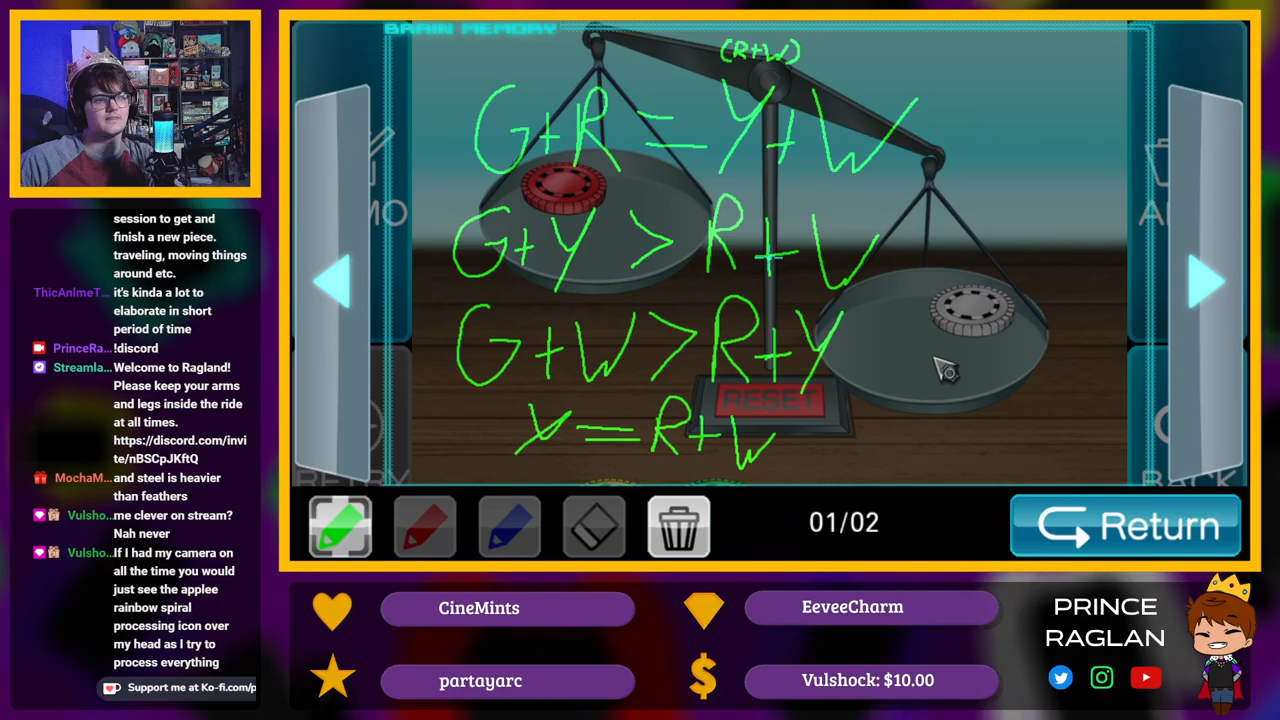 BRAIN MEMORY
(R+W)
G+R = Y+W
G+Y > R+W
G+W > R+Y
Y = R+W
RESET
MO
RETRY
BACK
01/02
Return
session to get and
finish a new piece.
traveling, moving things
around etc.
ThicAnImeT... it's kinda a lot to
elaborate in short
period of time
PrinceRa... !discord
Streamla... Welcome to Ragland!
Please keep your arms
and legs inside the ride
at all times.
https://discord.com/invi
te/nBSCpJKftQ
MochaM... and steel is heavier
than feathers
Vulsho... me clever on stream?
Nah never
Vulsho... If I had my camera on
all the time you would
just see the applee
rainbow spiral
processing icon over
my head as I try to
process everything
Support me at Ko-fi.com/p
CineMints
EeveeCharm
partayarc
Vulshock: $10.00
PRINCE
RAGLAN